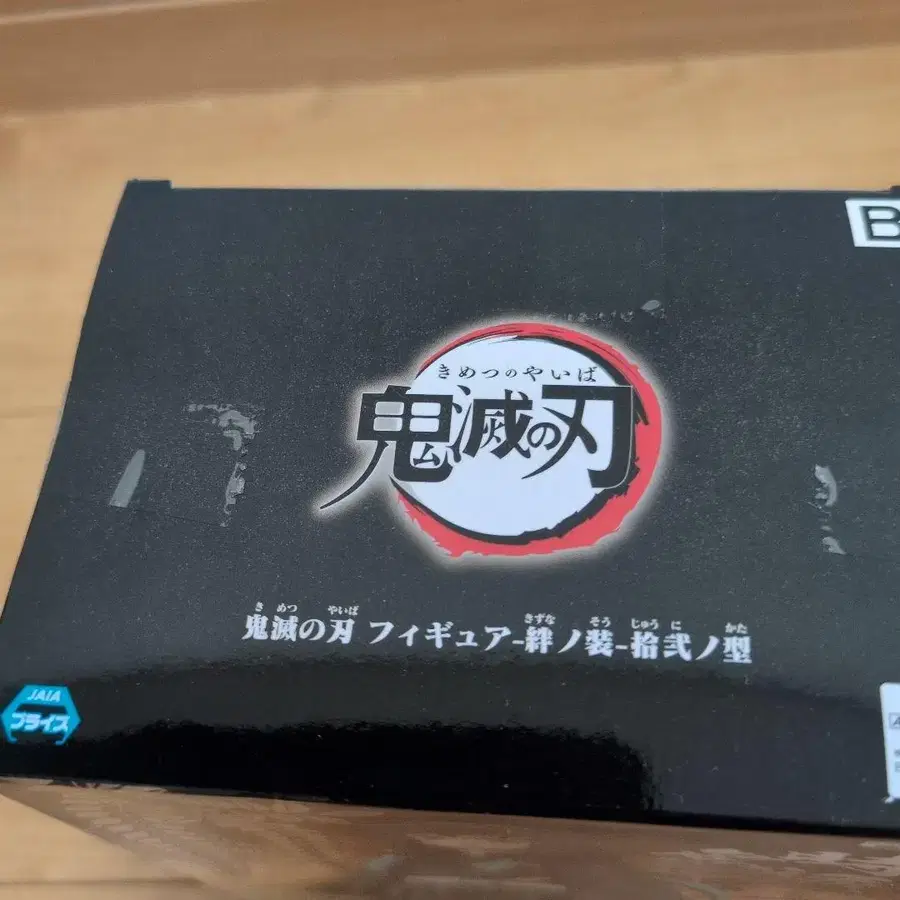 B
きめつのやいば
鬼滅の刃
き めつ やいば きずな そう じゅう に かた
鬼滅の刃 フィギュア-絆ノ装-拾弐ノ型
JAIA
プライズ